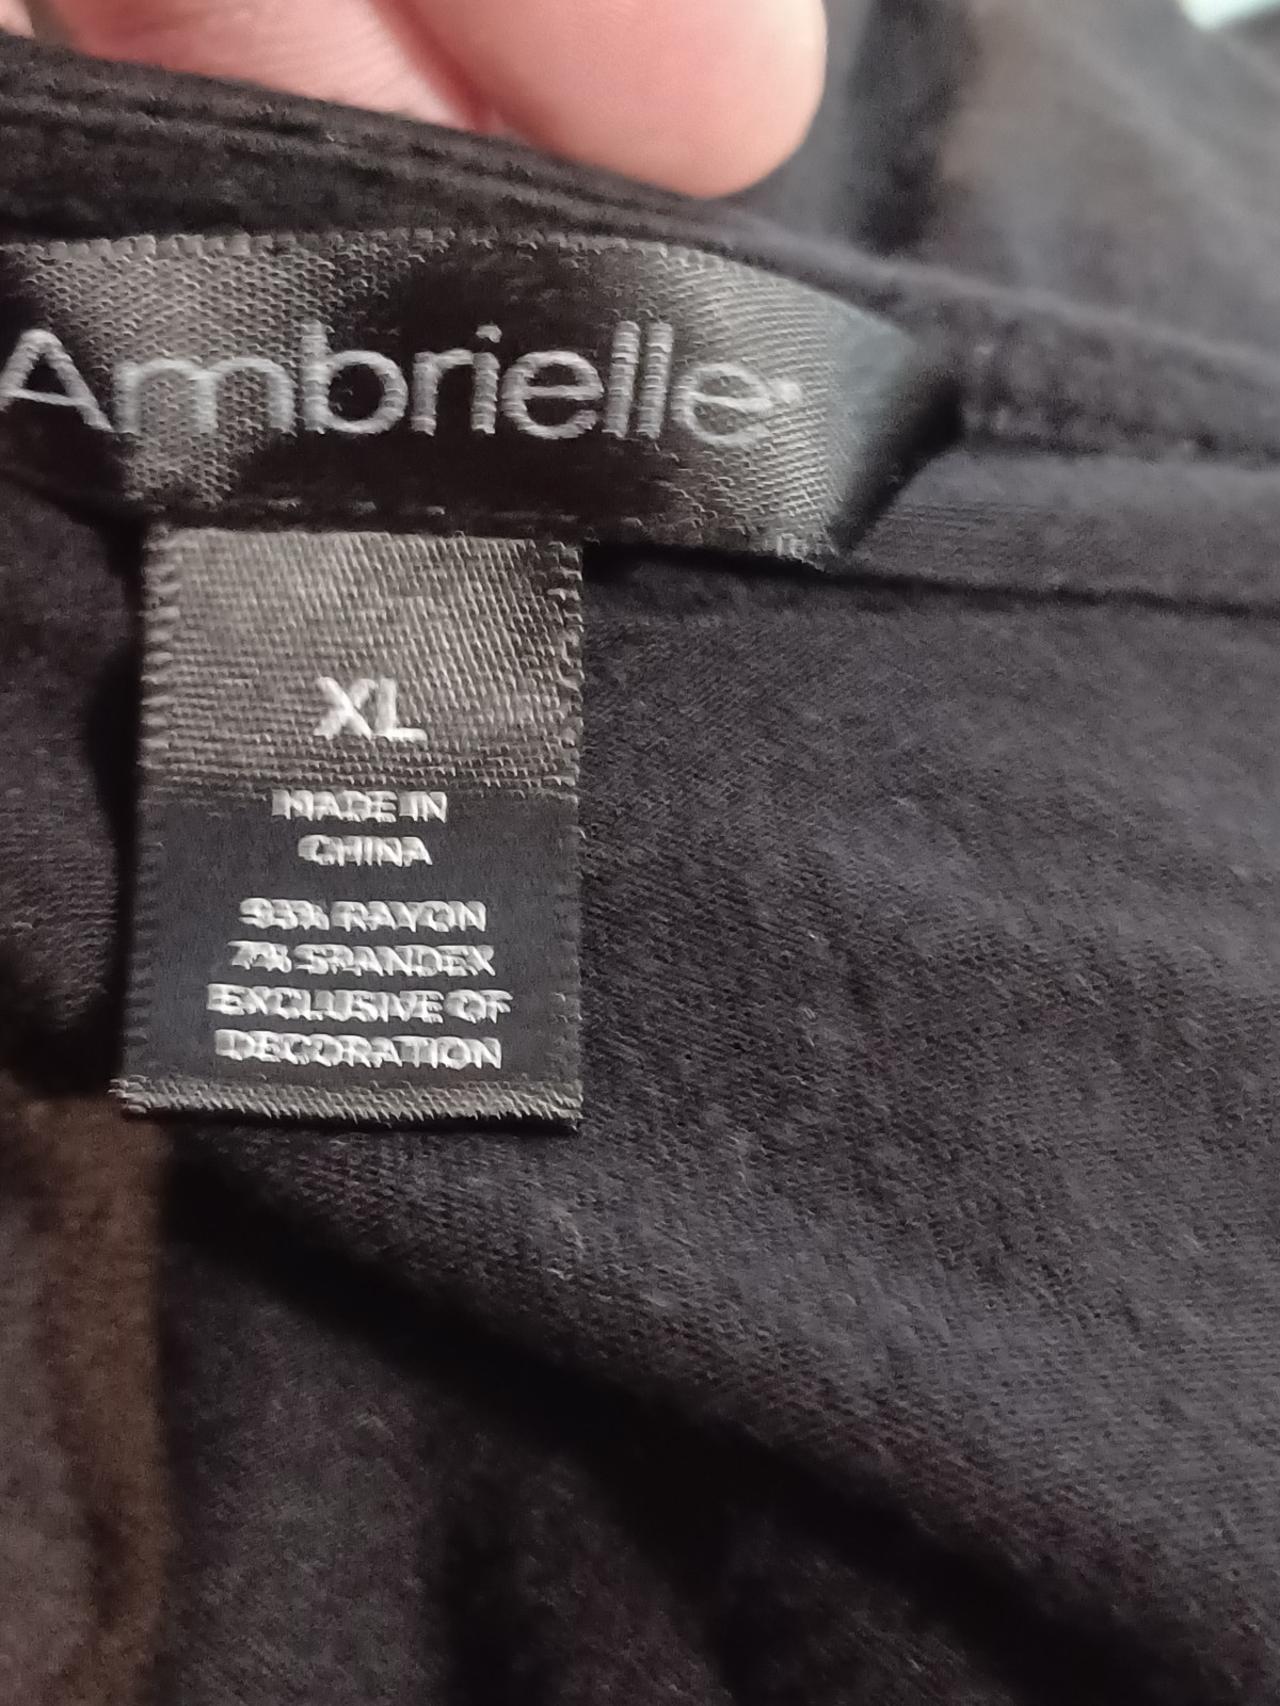 Ambrielle
XL
MADE IN
CHINA
93% RAYON
7% SPANDEX
EXCLUSIVE OF
DECORATION